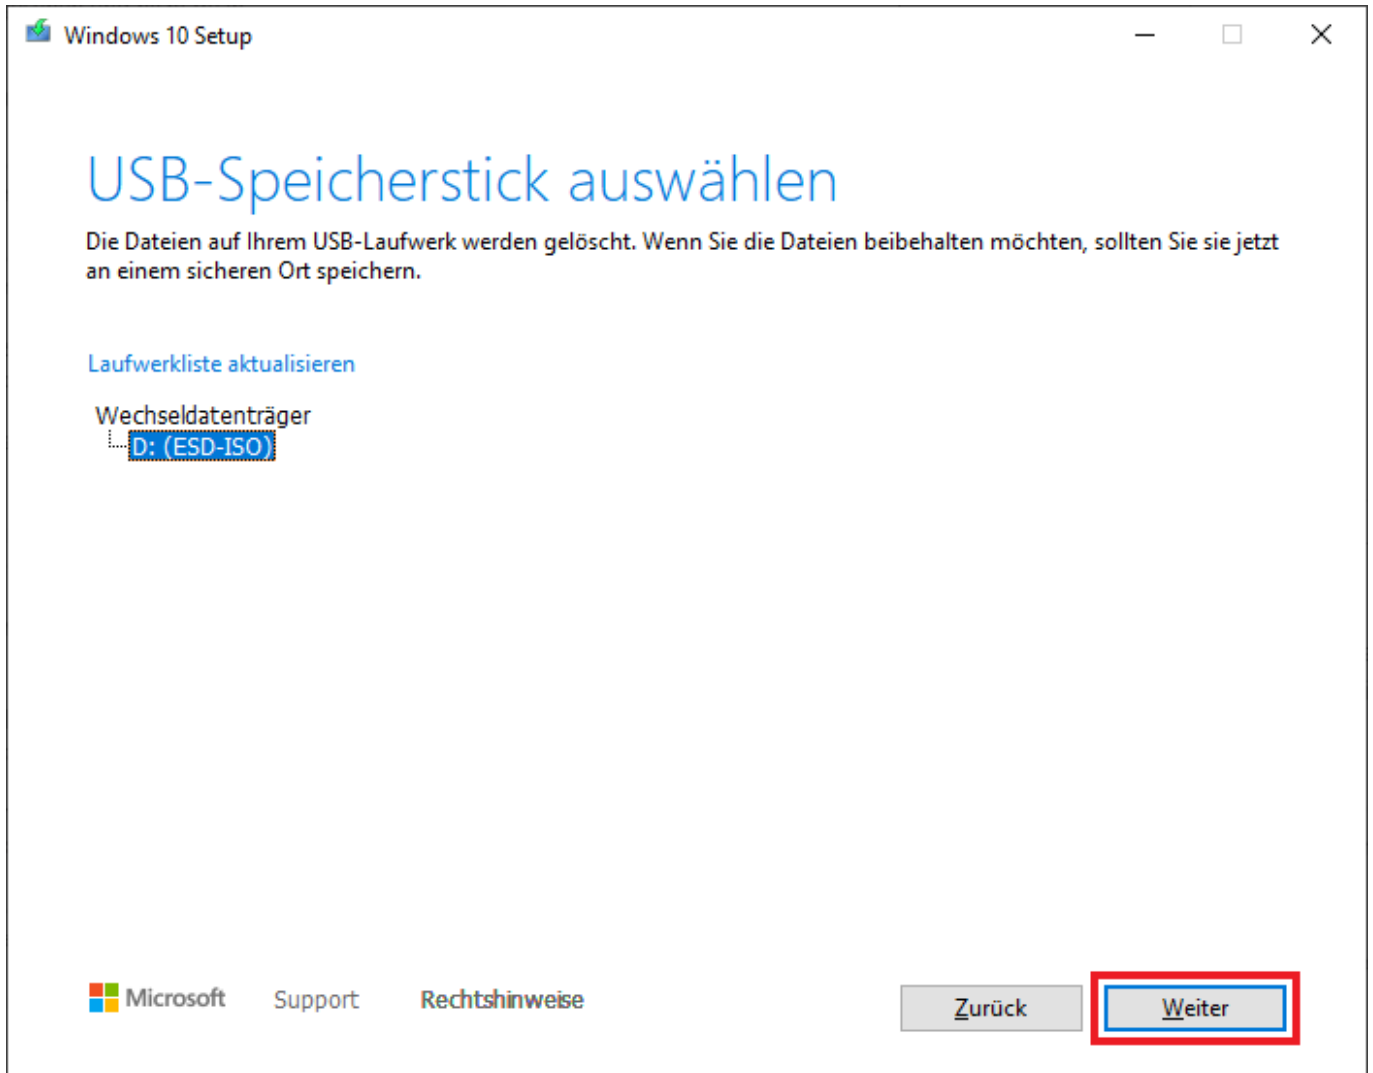 Windows 10 Setup
USB-Speicherstick auswählen
Die Dateien auf Ihrem USB-Laufwerk werden gelöscht. Wenn Sie die Dateien beibehalten möchten, sollten Sie sie jetzt
an einem sicheren Ort speichern.
Laufwerkliste aktualisieren
Wechseldatenträger
D: (ESD-ISO)
Microsoft Support Rechtshinweise Zurück Weiter